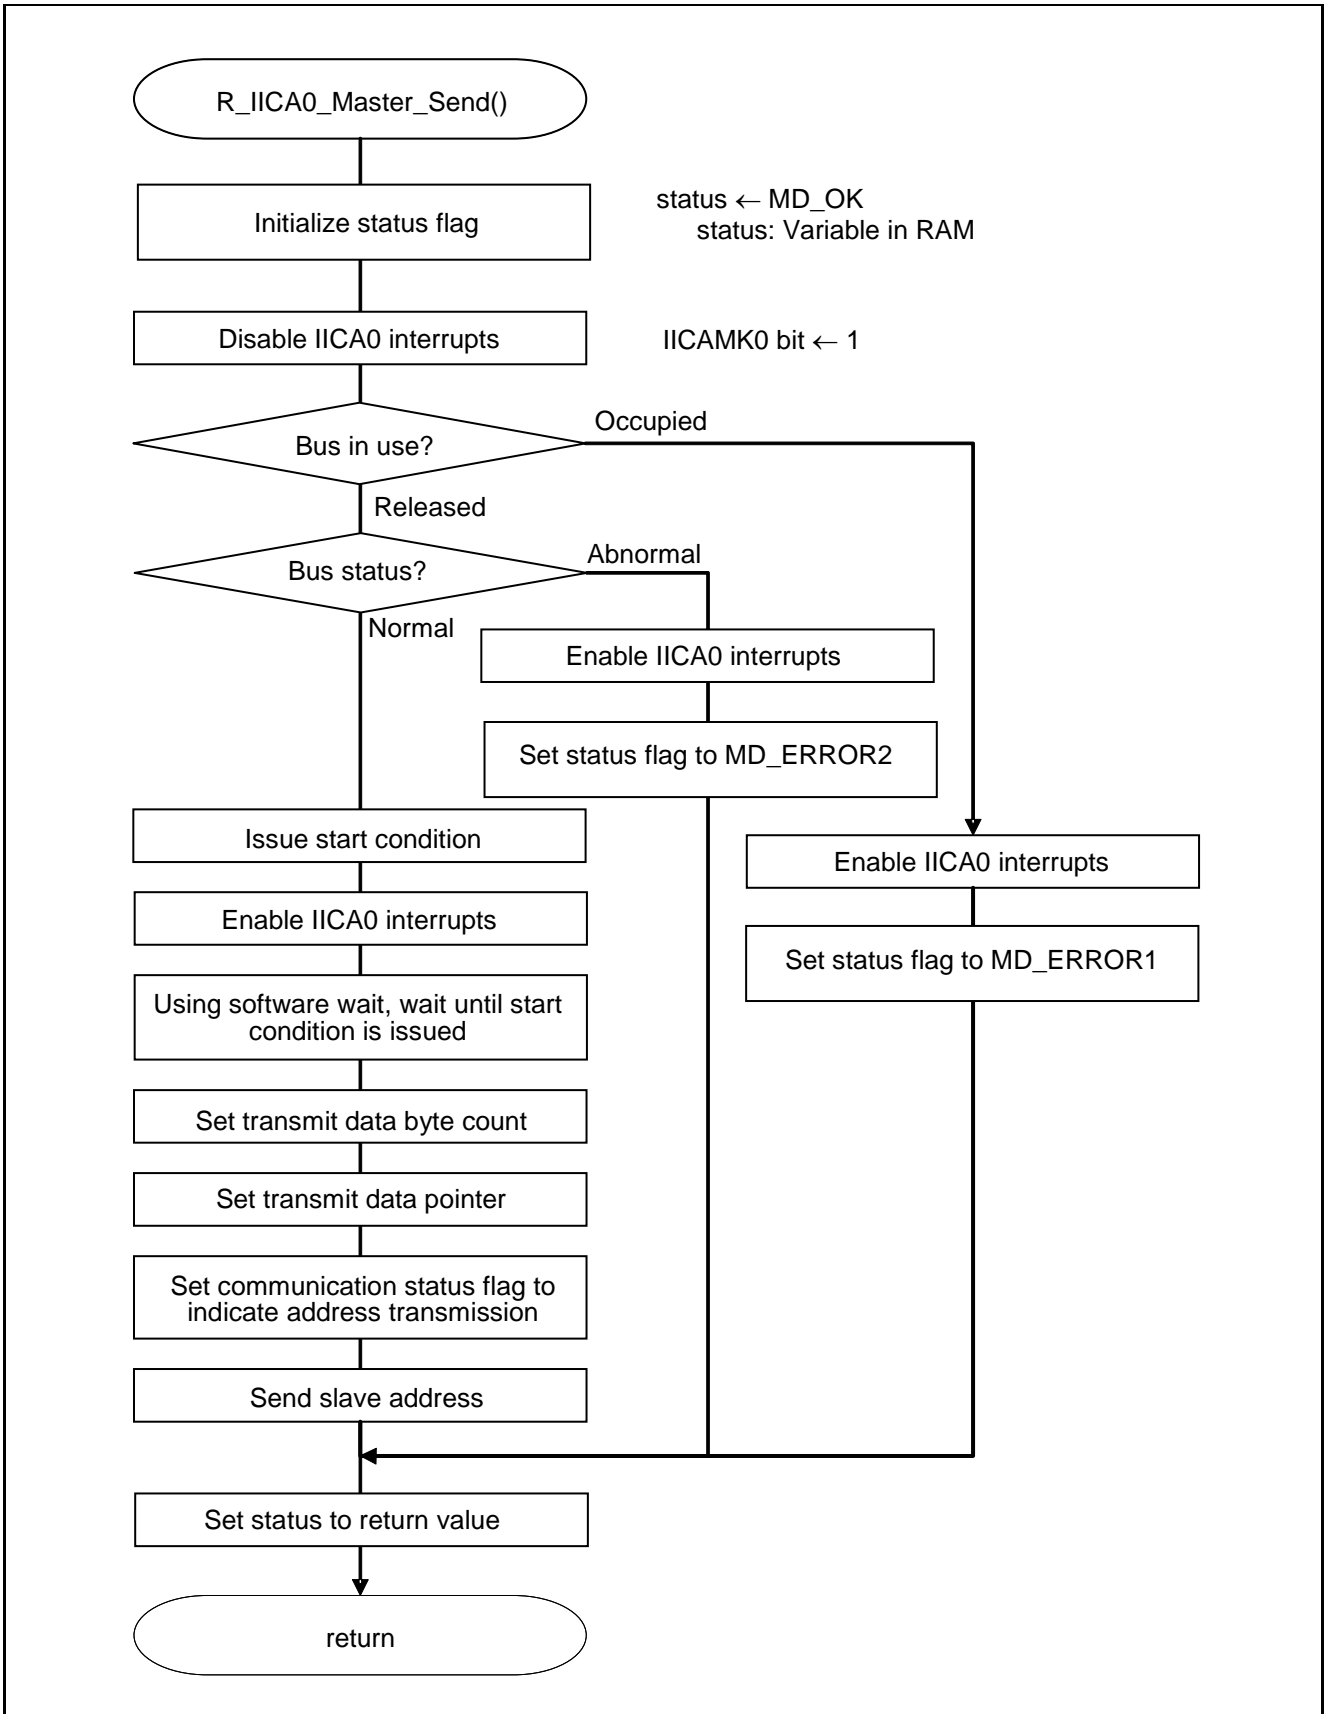 R_IICA0_Master_Send()
Initialize status flag
status ← MD_OK
status: Variable in RAM
Disable IICA0 interrupts
IICAMK0 bit ← 1
Bus in use?
Occupied
Released
Bus status?
Abnormal
Normal
Enable IICA0 interrupts
Set status flag to MD_ERROR2
Issue start condition
Enable IICA0 interrupts
Enable IICA0 interrupts
Set status flag to MD_ERROR1
Using software wait, wait until start
condition is issued
Set transmit data byte count
Set transmit data pointer
Set communication status flag to
indicate address transmission
Send slave address
Set status to return value
return